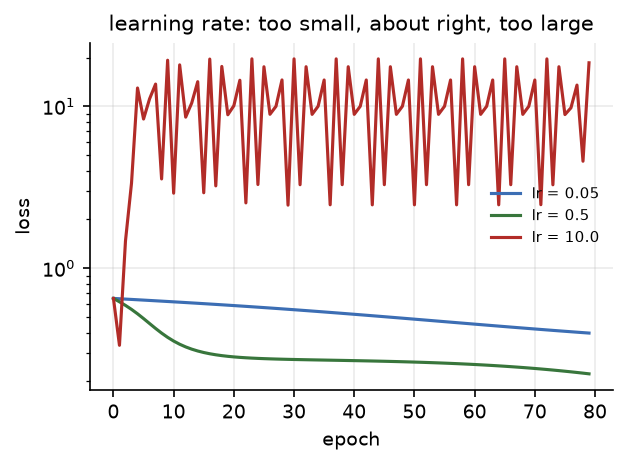 learning rate: too small, about right, too large
10¹
10⁰
loss
lr = 0.05
lr = 0.5
lr = 10.0
0 10 20 30 40 50 60 70 80
epoch